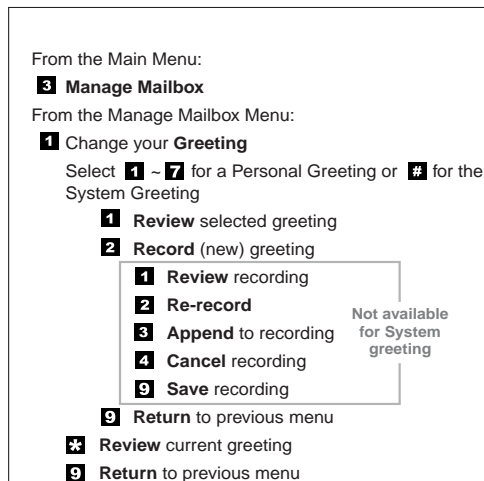 From the Main Menu:
3 Manage Mailbox
From the Manage Mailbox Menu:
1 Change your Greeting
Select 1 ~ 7 for a Personal Greeting or # for the
System Greeting
1 Review selected greeting
2 Record (new) greeting
1 Review recording
2 Re-record
3 Append to recording
4 Cancel recording
9 Save recording
Not available
for System
greeting
9 Return to previous menu
* Review current greeting
9 Return to previous menu